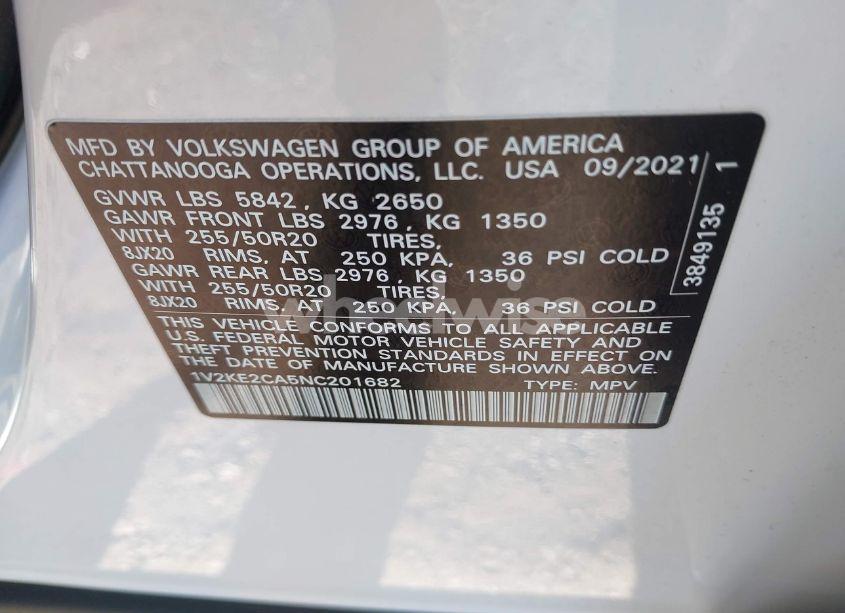 MFD BY VOLKSWAGEN GROUP OF AMERICA
CHATTANOOGA OPERATIONS, LLC. USA 09/2021
GVWR LBS 5842, KG 2650
GAWR FRONT LBS 2976, KG 1350
WITH 255/50R20 TIRES,
8JX20 RIMS, AT 250 KPA, 36 PSI COLD
GAWR REAR LBS 2976, KG 1350
WITH 255/50R20 TIRES,
8JX20 RIMS, AT 250 KPA, 36 PSI COLD
THIS VEHICLE CONFORMS TO ALL APPLICABLE
U.S. FEDERAL MOTOR VEHICLE SAFETY AND
THEFT PREVENTION STANDARDS IN EFFECT ON
THE DATE OF MANUFACTURE SHOWN ABOVE.
1V2KE2CA5NC201682 TYPE: MPV
3849135 1
wheelwise